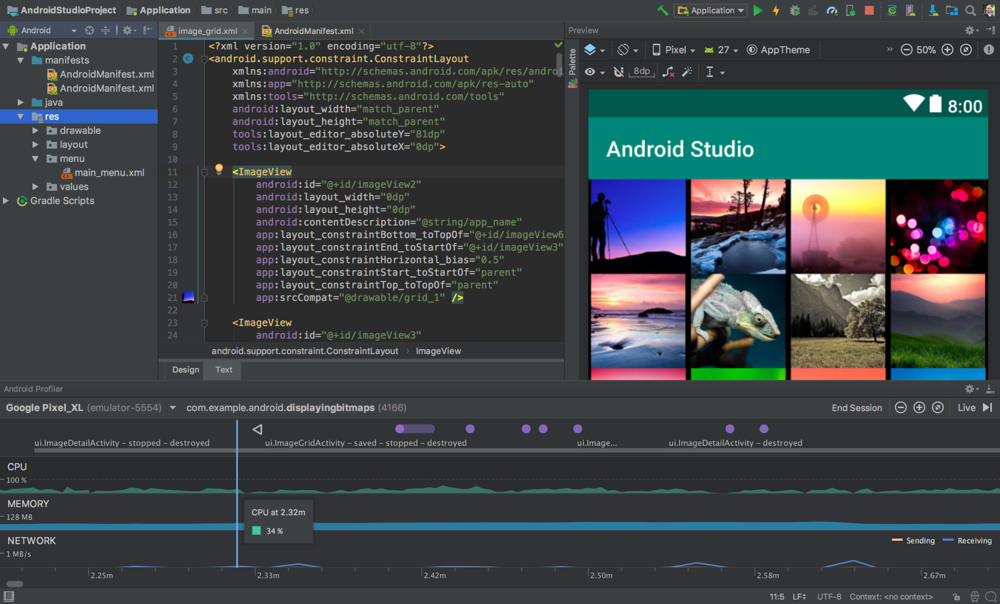 AndroidStudioProject Application src main res Application
Android
image_grid.xml AndroidManifest.xml
Preview
Application
manifests
AndroidManifest.xml
AndroidManifest.xml
java
res
drawable
layout
menu
main_menu.xml
values
Gradle Scripts
1 <?xml version="1.0" encoding="utf-8"?>
2 <android.support.constraint.ConstraintLayout
3 xmlns:android="http://schemas.android.com/apk/res/androi
4 xmlns:app="http://schemas.android.com/apk/res-auto"
5 xmlns:tools="http://schemas.android.com/tools"
6 android:layout_width="match_parent"
7 android:layout_height="match_parent"
8 tools:layout_editor_absoluteY="81dp"
9 tools:layout_editor_absoluteX="0dp">
10
11 <ImageView
12 android:id="@+id/imageView2"
13 android:layout_width="0dp"
14 android:layout_height="0dp"
15 android:contentDescription="@string/app_name"
16 app:layout_constraintBottom_toTopOf="@+id/imageView6
17 app:layout_constraintEnd_toStartOf="@+id/imageView3"
18 app:layout_constraintHorizontal_bias="0.5"
19 app:layout_constraintStart_toStartOf="parent"
20 app:layout_constraintTop_toTopOf="parent"
21 app:srcCompat="@drawable/grid_1" />
22
23 <ImageView
24 android:id="@+id/imageView3"
android.support.constraint.ConstraintLayout › ImageView
Design Text
Palette
Pixel 27 AppTheme » 50%
8dp
8:00
Android Studio
Android Profiler
Google Pixel_XL (emulator-5554) com.example.android.displayingbitmaps (4166) End Session Live
ui.ImageDetailActivity – stopped – destroyed ui.ImageGridActivity – saved – stopped – destroyed ui.Image... ui.ImageDetailActivity – destroyed
CPU
100 %
MEMORY
128 MB
CPU at 2.32m
34 %
NETWORK
1 MB/s
Sending Receiving
2.25m 2.33m 2.42m 2.50m 2.58m 2.67m
11:5 LF UTF-8 Context: <no context>